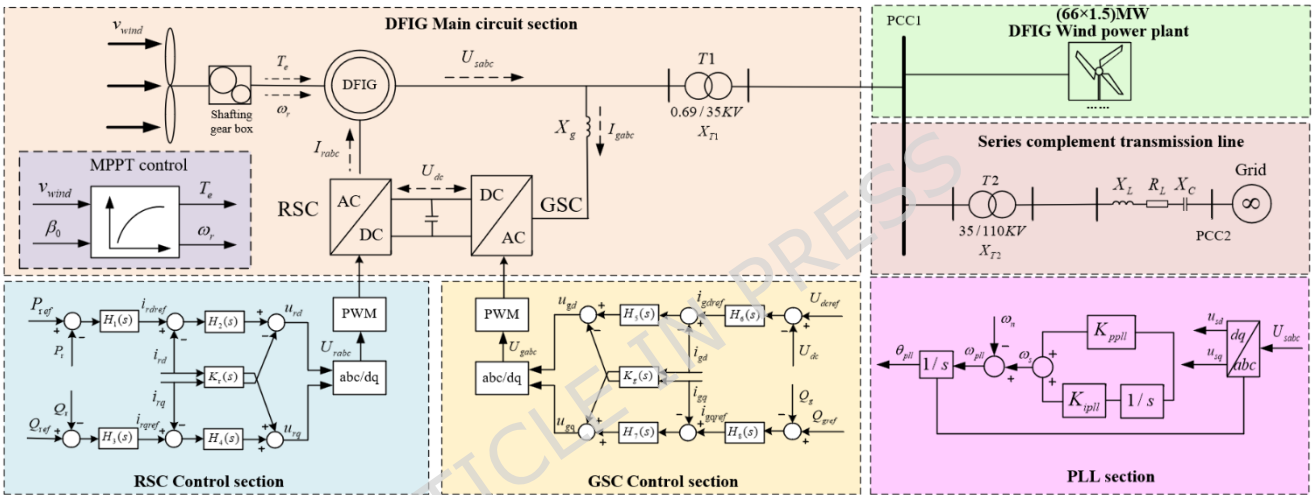 DFIG Main circuit section
v_wind
Shafting
gear box
T_e
ω_r
DFIG
U_sabc
T1
0.69/35KV
X_T1
X_g
I_gabc
I_rabc
U_dc
RSC
AC
DC
DC
AC
GSC
MPPT control
v_wind
β_0
T_e
ω_r
PCC1
(66×1.5)MW
DFIG Wind power plant
......
Series complement transmission line
T2
35/110KV
X_T2
X_L
R_L
X_C
Grid
∞
PCC2
P_ref
+
−
P_s
H_1(s)
i_rdref
+
−
H_2(s)
+
−
u_rd
i_rd
K_r(s)
i_rq
Q_s
Q_ref
−
+
H_3(s)
i_rqref
+
−
H_4(s)
+
+
u_rq
PWM
U_rabc
abc/dq
RSC Control section
PWM
U_gabc
abc/dq
u_gd
+
−
H_5(s)
i_gdref
+
−
H_6(s)
+
−
U_dcref
U_dc
i_gd
K_g(s)
i_gq
u_gq
+
+
H_7(s)
i_gqref
−
+
H_8(s)
−
+
Q_g
Q_gref
GSC Control section
θ_pll
1/s
ω_pll
ω_n
−
+
ω_s
+
+
K_ppll
K_ipll
1/s
u_sd
u_sq
dq
abc
U_sabc
PLL section
ARTICLE IN PRESS